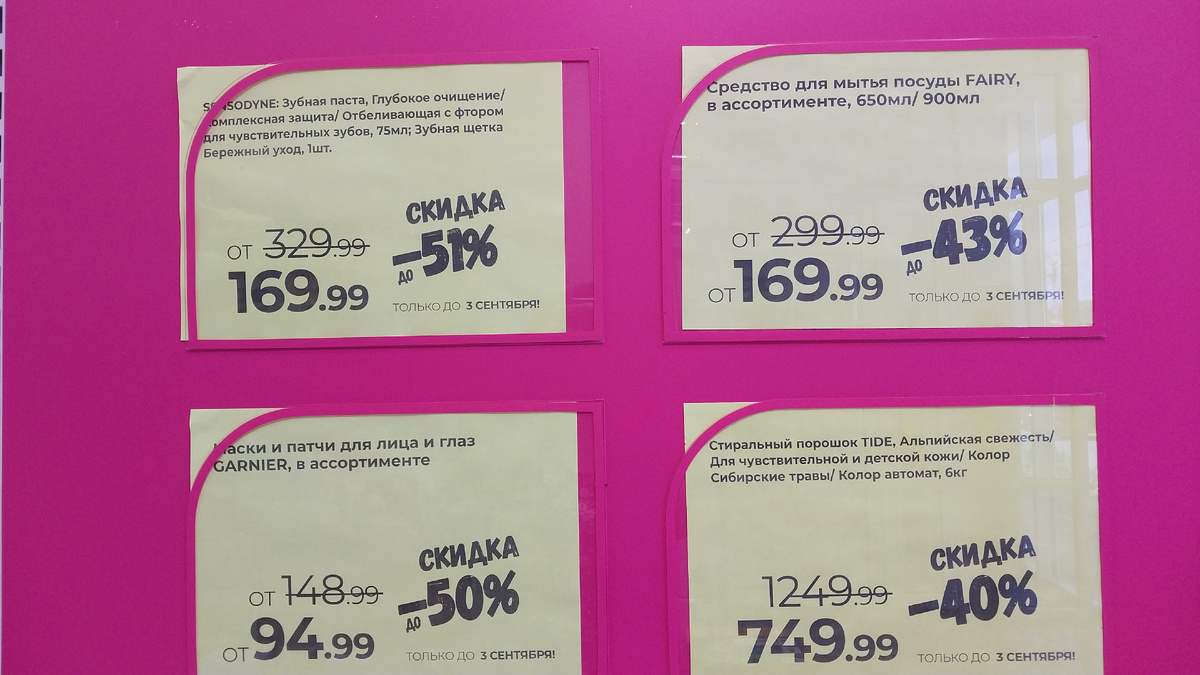 SENSODYNE: Зубная паста, Глубокое очищение/
Комплексная защита/ Отбеливающая с фтором
для чувствительных зубов, 75мл; Зубная щетка
Бережный уход, 1шт.
СКИДКА
ОТ 329.99
ДО –51%
169.99
ТОЛЬКО ДО 3 СЕНТЯБРЯ!
Средство для мытья посуды FAIRY,
в ассортименте, 650мл/ 900мл
СКИДКА
ОТ 299.99
ДО –43%
ОТ 169.99
ТОЛЬКО ДО 3 СЕНТЯБРЯ!
Маски и патчи для лица и глаз
GARNIER, в ассортименте
СКИДКА
ОТ 148.99
ДО –50%
ОТ 94.99
ТОЛЬКО ДО 3 СЕНТЯБРЯ!
Стиральный порошок TIDE, Альпийская свежесть/
Для чувствительной и детской кожи/ Колор
Сибирские травы/ Колор автомат, 6кг
СКИДКА
1249.99
–40%
749.99
ТОЛЬКО ДО 3 СЕНТЯБРЯ!